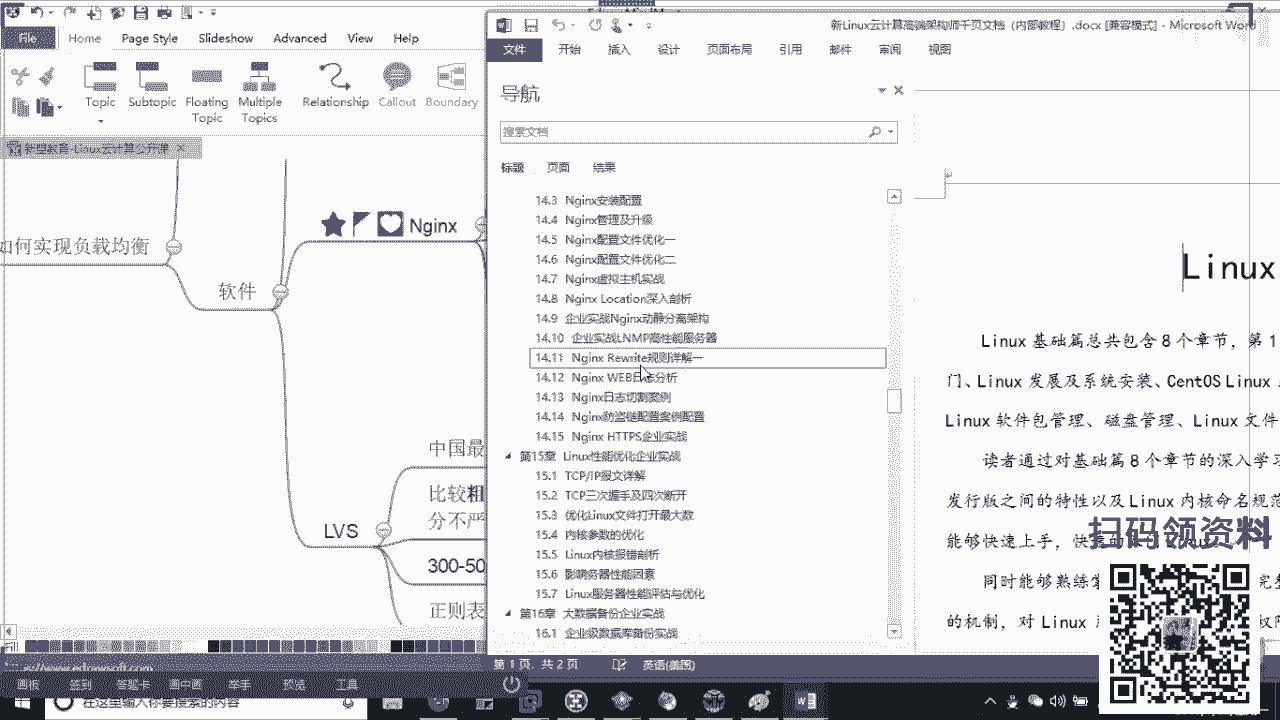 新Linux云计算高端架构师千页文档（内部教程）.docx [兼容模式] - Microsoft Word
File
Home
Page Style
Slideshow
Advanced
View
Help
文件
开始
插入
设计
页面布局
引用
邮件
审阅
视图
Topic
Subtopic
Floating Topic
Multiple Topics
Relationship
Callout
Boundary
导航
搜索文档
标题
页面
结果
如何实现负载均衡
软件
Nginx
LVS
中国最
比较粗
分不严
300-50
正则表
14.3 Nginx安装配置
14.4 Nginx管理及升级
14.5 Nginx配置文件优化一
14.6 Nginx配置文件优化二
14.7 Nginx虚拟主机实战
14.8 Nginx Location深入剖析
14.9 企业实战Nginx动静分离架构
14.10 企业实战LNMP高性能服务器
14.11 Nginx Rewrite规则详解一
14.12 Nginx WEB日志分析
14.13 Nginx日志切割案例
14.14 Nginx防盗链配置案例配置
14.15 Nginx HTTPS企业实战
第15章 Linux性能优化企业实战
15.1 TCP/IP报文详解
15.2 TCP三次握手及四次断开
15.3 优化Linux文件打开最大数
15.4 内核参数的优化
15.5 Linux内核报错剖析
15.6 影响务器性能因素
15.7 Linux服务器性能评估与优化
第16章 大数据备份企业实战
16.1 企业级数据库备份实战
Linux
Linux 基础篇总共包含 8 个章节，第 1
门、Linux 发展及系统安装、CentOS Linux
Linux 软件包管理、磁盘管理、Linux 文件
读者通过对基础篇 8 个章节的深入学习
发行版之间的特性以及 Linux 内核命名规范
能够快速上手，快
同时能够熟练掌
的机制，对 Linux
扫码领资料
第 1 页，共 2 页
英语(美国)
画板
签到
答题卡
画中画
举手
预览
工具
在这里输入你要搜索的内容